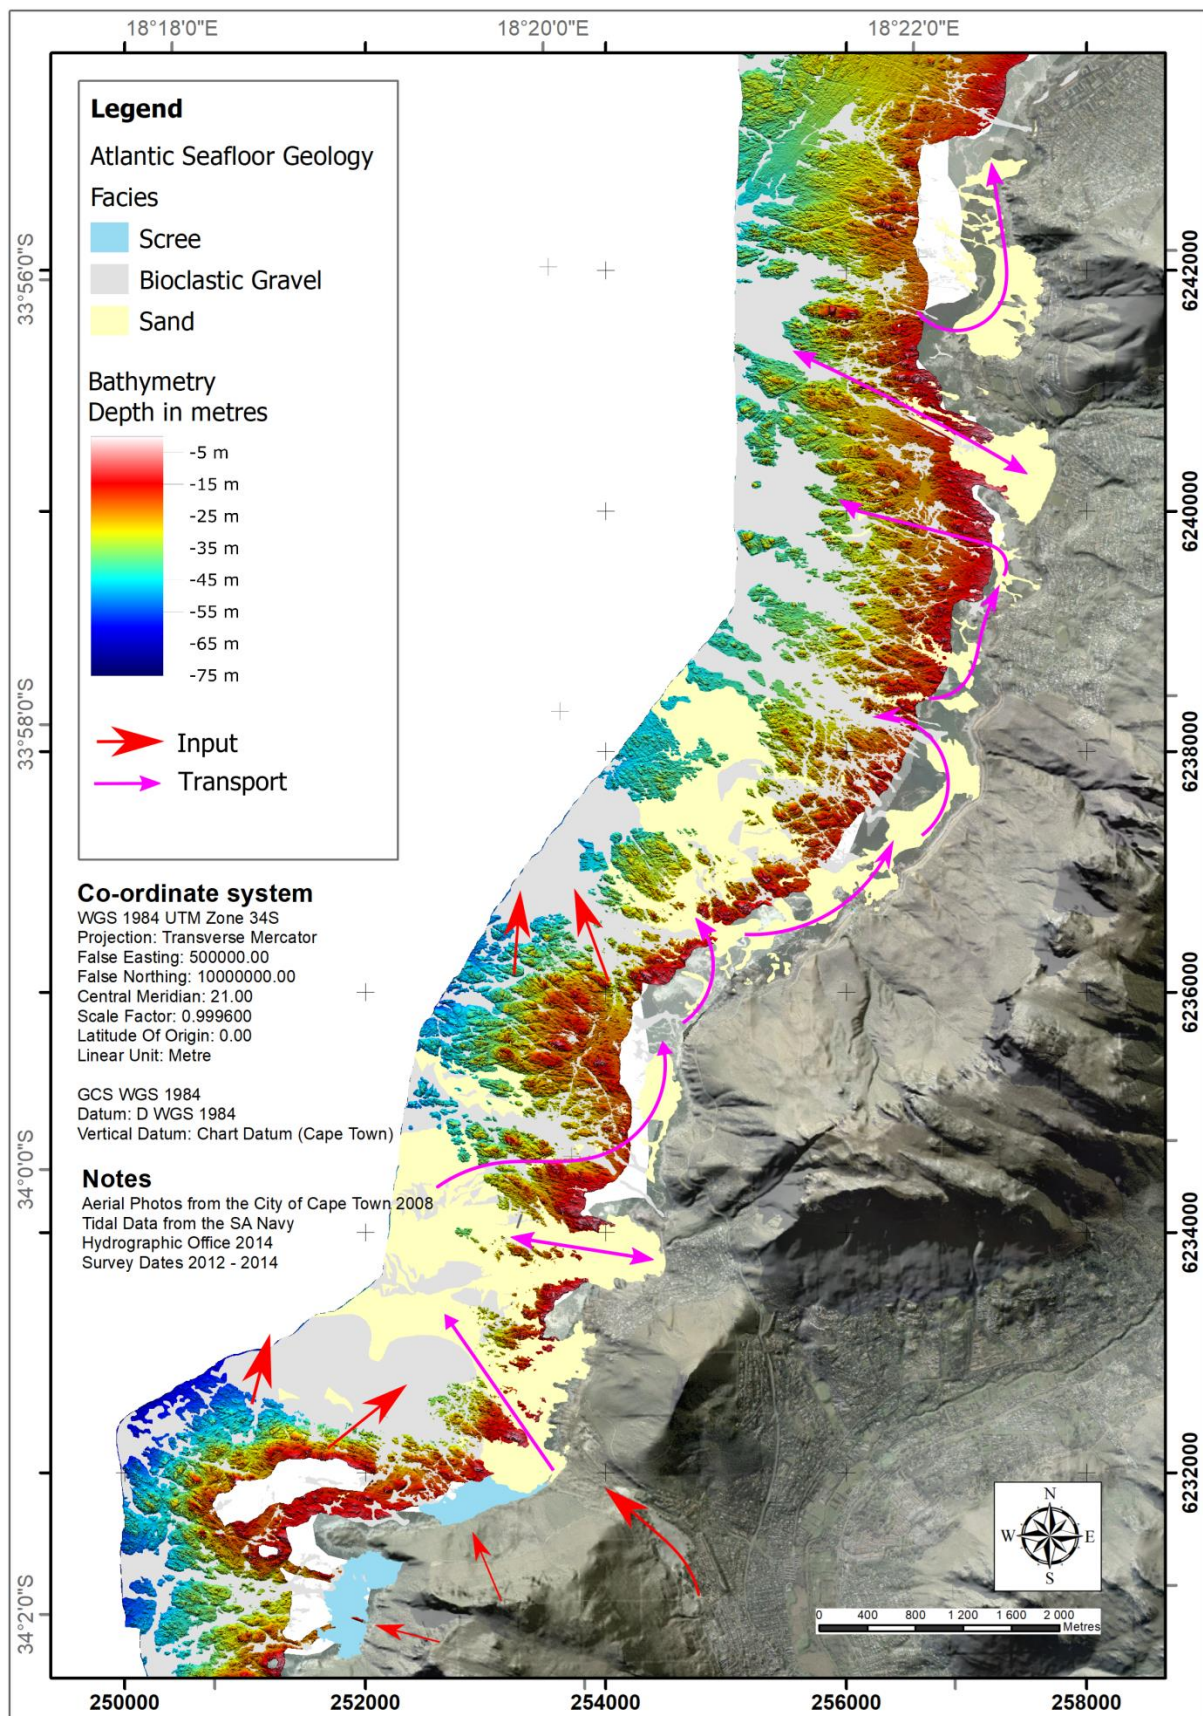 18°18'0"E 18°20'0"E 18°22'0"E
Legend
Atlantic Seafloor Geology
Facies
Scree
Bioclastic Gravel
Sand
Bathymetry
Depth in metres
-5 m
-15 m
-25 m
-35 m
-45 m
-55 m
-65 m
-75 m
Input
Transport
Co-ordinate system
WGS 1984 UTM Zone 34S
Projection: Transverse Mercator
False Easting: 500000.00
False Northing: 10000000.00
Central Meridian: 21.00
Scale Factor: 0.999600
Latitude Of Origin: 0.00
Linear Unit: Metre
GCS WGS 1984
Datum: D WGS 1984
Vertical Datum: Chart Datum (Cape Town)
Notes
Aerial Photos from the City of Cape Town 2008
Tidal Data from the SA Navy
Hydrographic Office 2014
Survey Dates 2012 - 2014
33°56'0"S
33°58'0"S
34°0'0"S
34°2'0"S
6242000
6240000
6238000
6236000
6234000
6232000
N
W E
S
0 400 800 1 200 1 600 2 000
Metres
250000 252000 254000 256000 258000